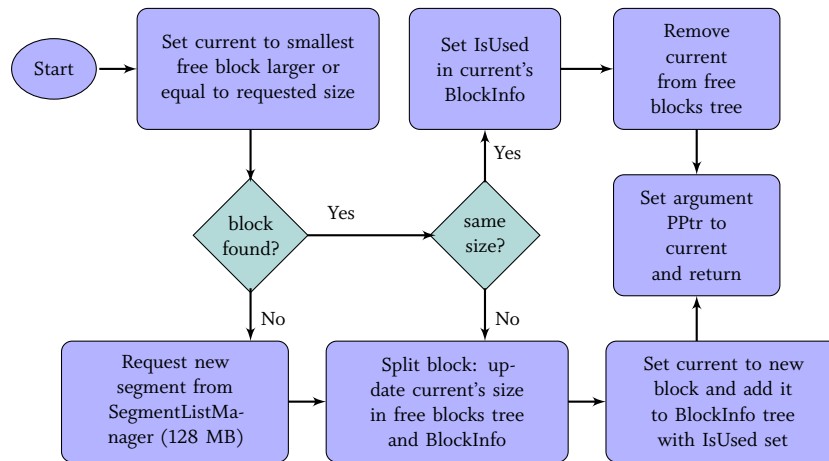 Start
Set current to smallest
free block larger or
equal to requested size
Set IsUsed
in current's
BlockInfo
Remove
current
from free
blocks tree
Yes
block
found?
Yes
same
size?
Set argument
PPtr to
current
and return
No
No
Request new
segment from
SegmentListMa-
nager (128 MB)
Split block: up-
date current's size
in free blocks tree
and BlockInfo
Set current to new
block and add it
to BlockInfo tree
with IsUsed set